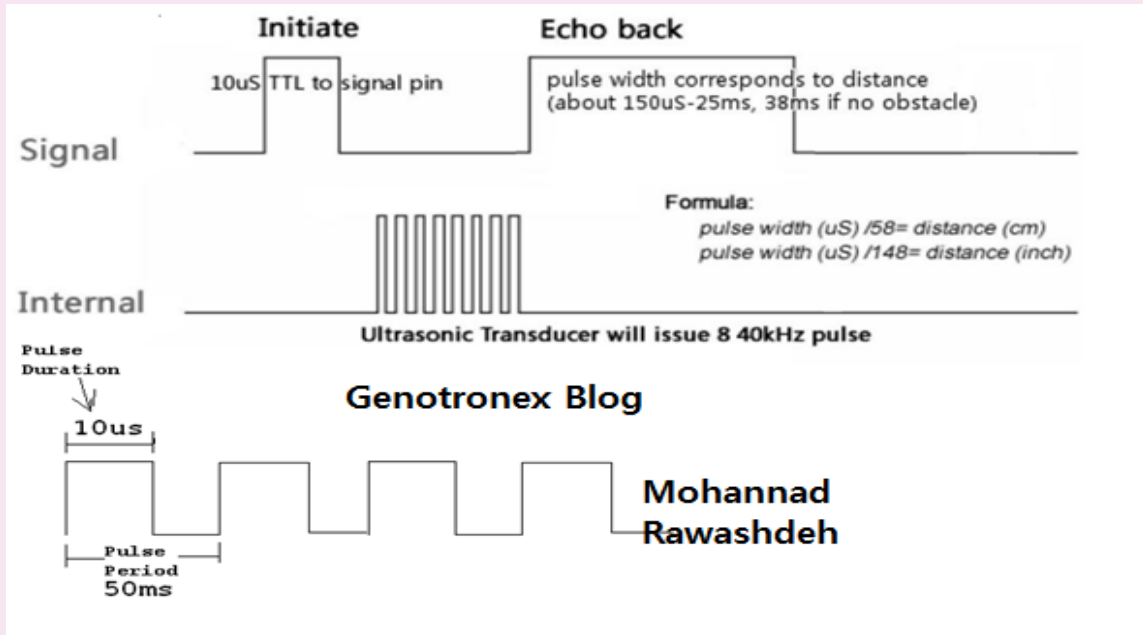 Initiate
Echo back
10uS TTL to signal pin
pulse width corresponds to distance
(about 150uS-25ms, 38ms if no obstacle)
Signal
Formula:
pulse width (uS) /58= distance (cm)
pulse width (uS) /148= distance (inch)
Internal
Ultrasonic Transducer will issue 8 40kHz pulse
Pulse
Duration
10us
Genotronex Blog
Mohannad
Rawashdeh
Pulse
Period
50ms